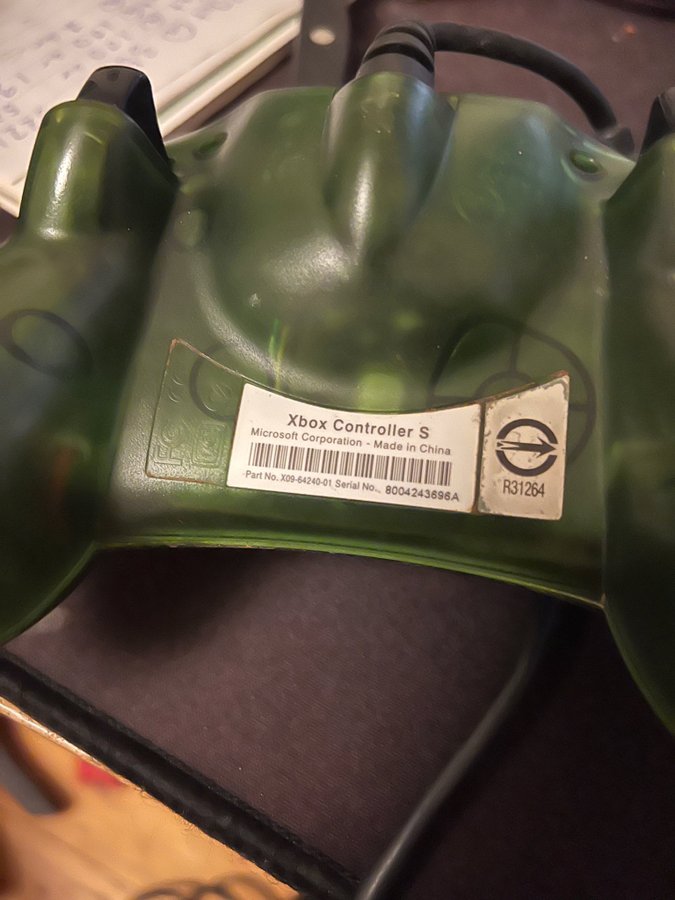 Xbox Controller S
Microsoft Corporation - Made in China
Part No. X09-64240-01 Serial No.. 8004243696A
R31264